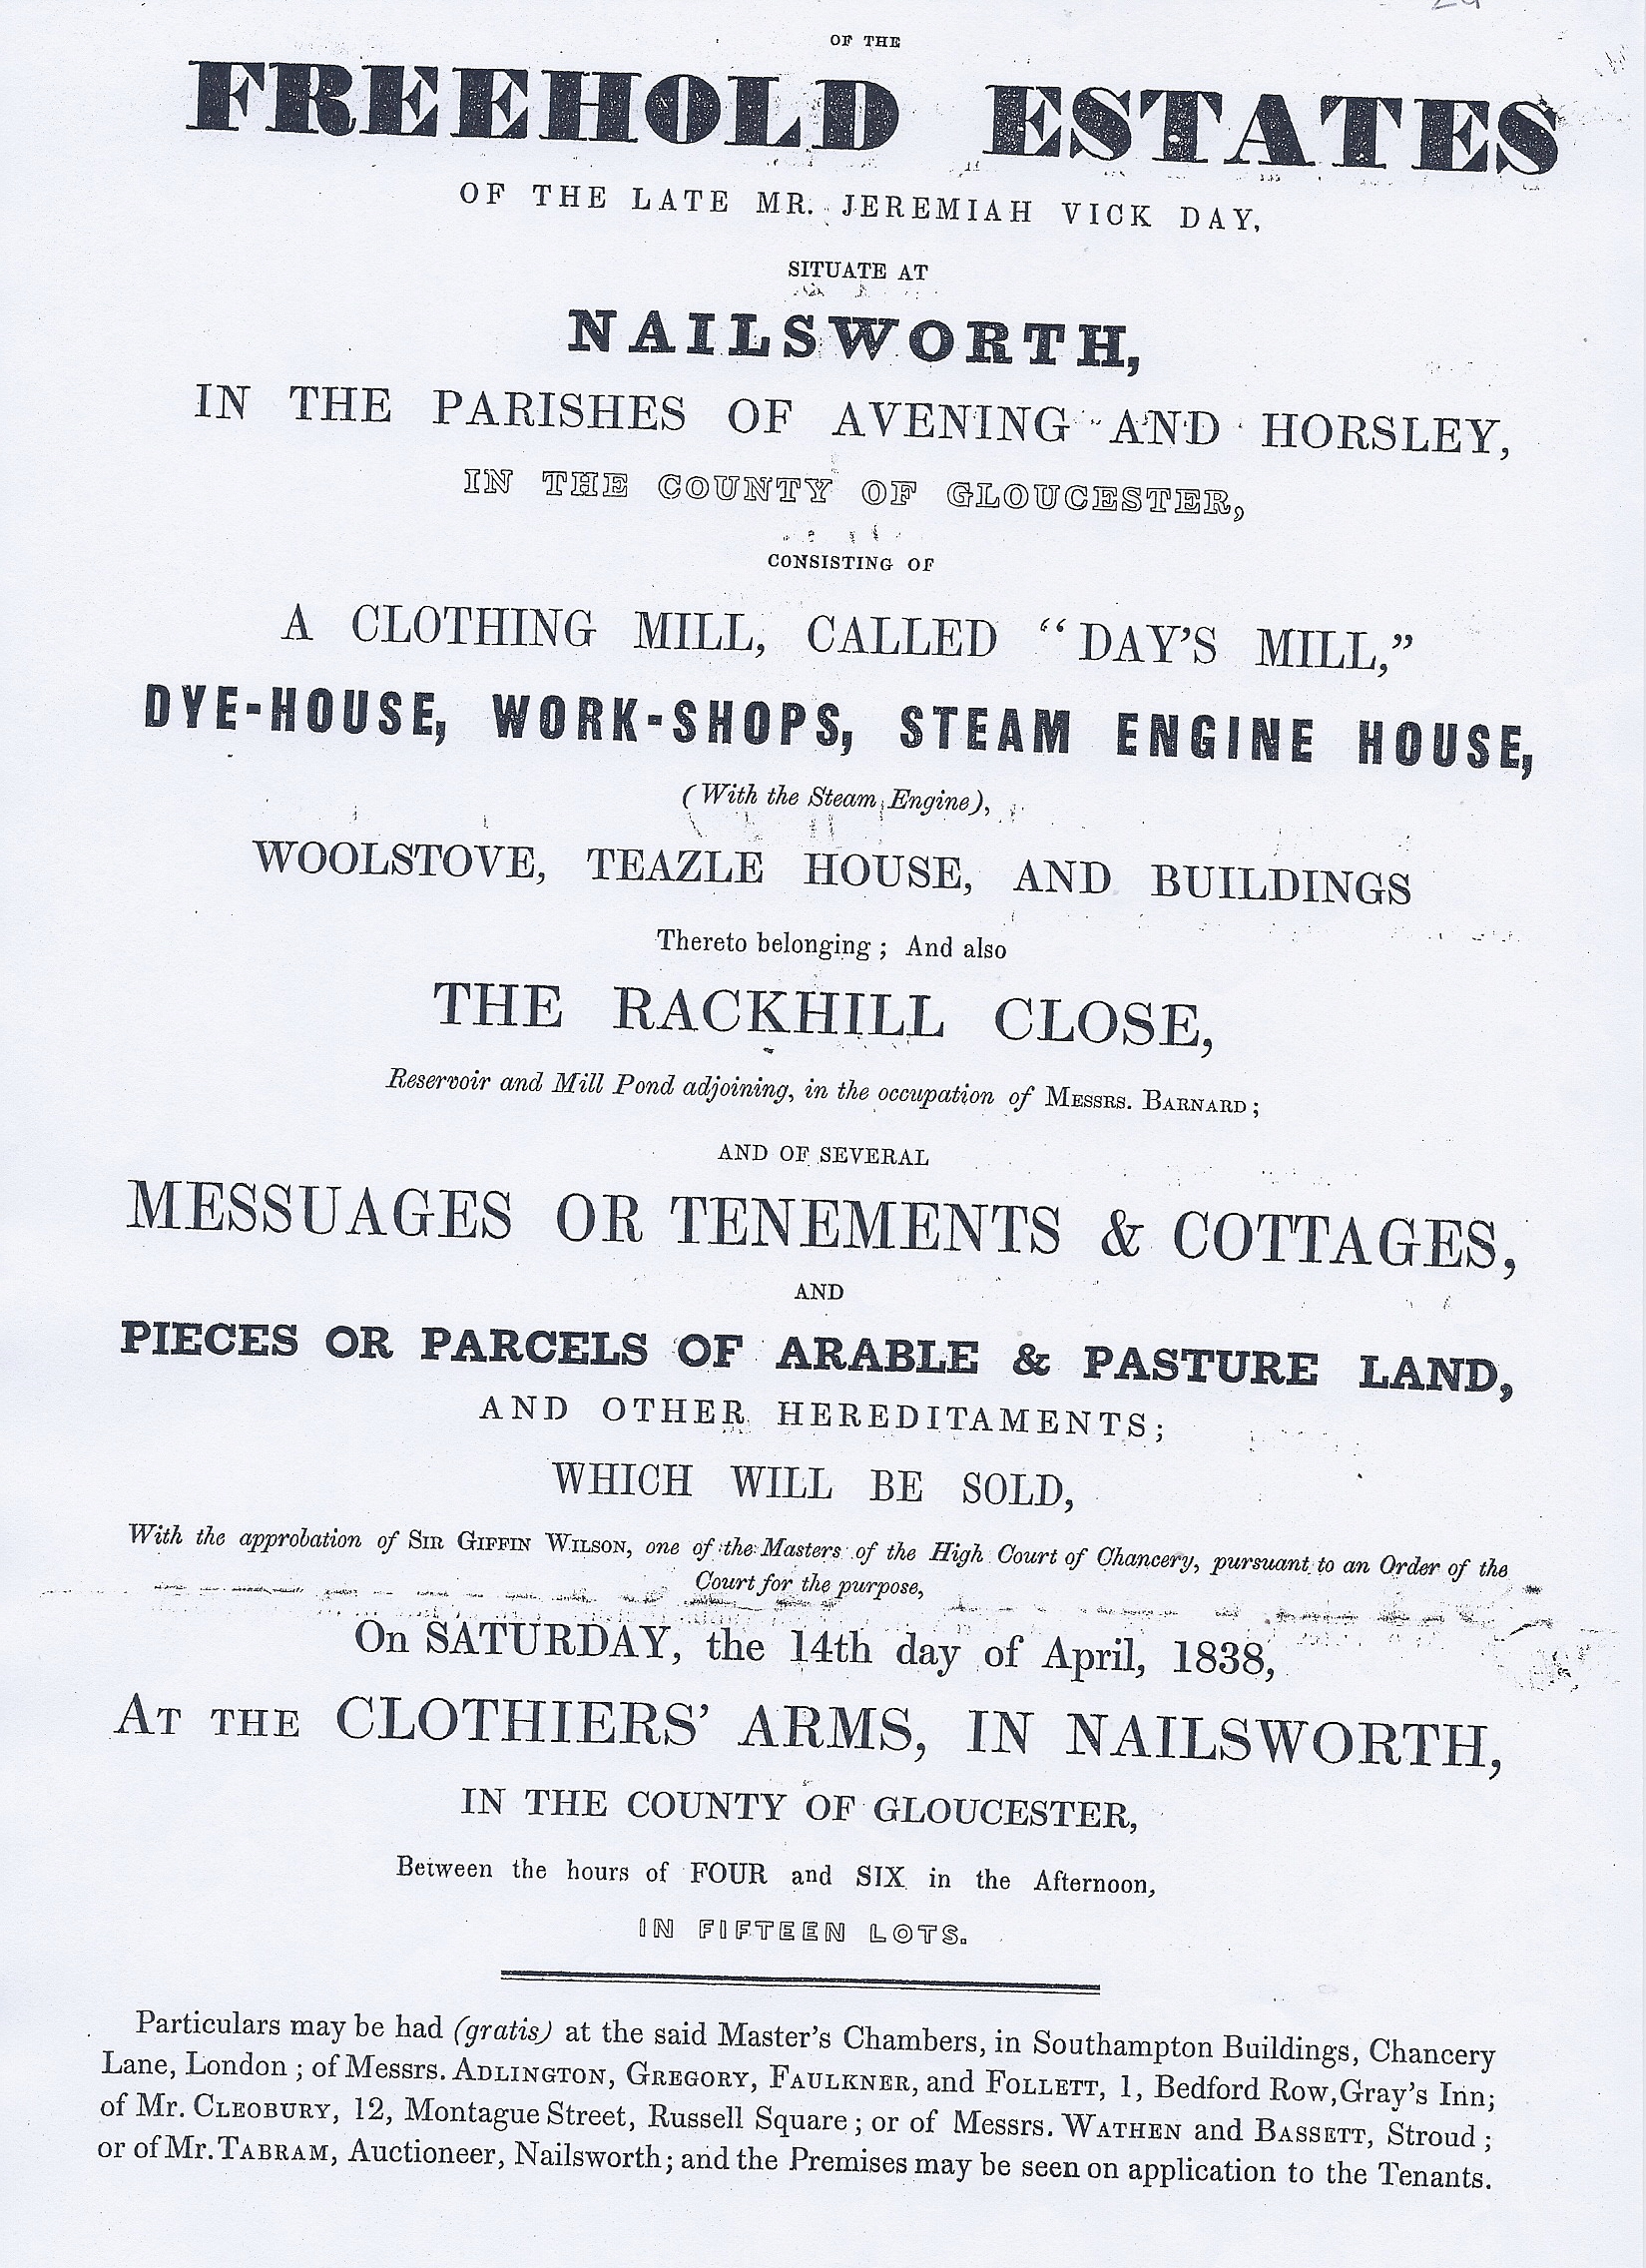 OF THE
FREEHOLD ESTATES
OF THE LATE MR. JEREMIAH VICK DAY,
SITUATE AT
NAILSWORTH,
IN THE PARISHES OF AVENING AND HORSLEY,
IN THE COUNTY OF GLOUCESTER,
CONSISTING OF
A CLOTHING MILL, CALLED “DAY’S MILL,”
DYE-HOUSE, WORK-SHOPS, STEAM ENGINE HOUSE,
(With the Steam Engine),
WOOLSTOVE, TEAZLE HOUSE, AND BUILDINGS
Thereto belonging; And also
THE RACKHILL CLOSE,
Reservoir and Mill Pond adjoining, in the occupation of MESSRS. BARNARD;
AND OF SEVERAL
MESSUAGES OR TENEMENTS & COTTAGES,
AND
PIECES OR PARCELS OF ARABLE & PASTURE LAND,
AND OTHER HEREDITAMENTS;
WHICH WILL BE SOLD,
With the approbation of SIR GIFFIN WILSON, one of the Masters of the High Court of Chancery, pursuant to an Order of the
Court for the purpose,
On SATURDAY, the 14th day of April, 1838,
AT THE CLOTHIERS’ ARMS, IN NAILSWORTH,
IN THE COUNTY OF GLOUCESTER,
Between the hours of FOUR and SIX in the Afternoon,
IN FIFTEEN LOTS.
Particulars may be had (gratis) at the said Master’s Chambers, in Southampton Buildings, Chancery
Lane, London; of Messrs. ADLINGTON, GREGORY, FAULKNER, and FOLLETT, 1, Bedford Row, Gray’s Inn;
of Mr. CLEOBURY, 12, Montague Street, Russell Square; or of Messrs. WATHEN and BASSETT, Stroud;
or of Mr. TABRAM, Auctioneer, Nailsworth; and the Premises may be seen on application to the Tenants.